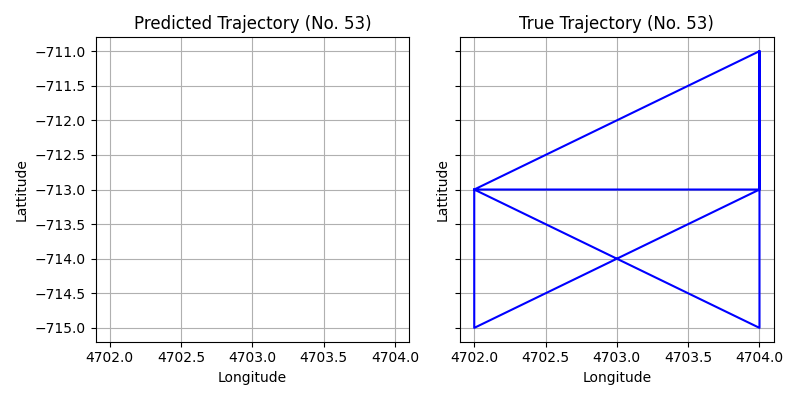 Predicted Trajectory (No. 53)
True Trajectory (No. 53)
−711.0
−711.5
−712.0
−712.5
−713.0
−713.5
−714.0
−714.5
−715.0
Lattitude
Lattitude
4702.0 4702.5 4703.0 4703.5 4704.0
4702.0 4702.5 4703.0 4703.5 4704.0
Longitude
Longitude